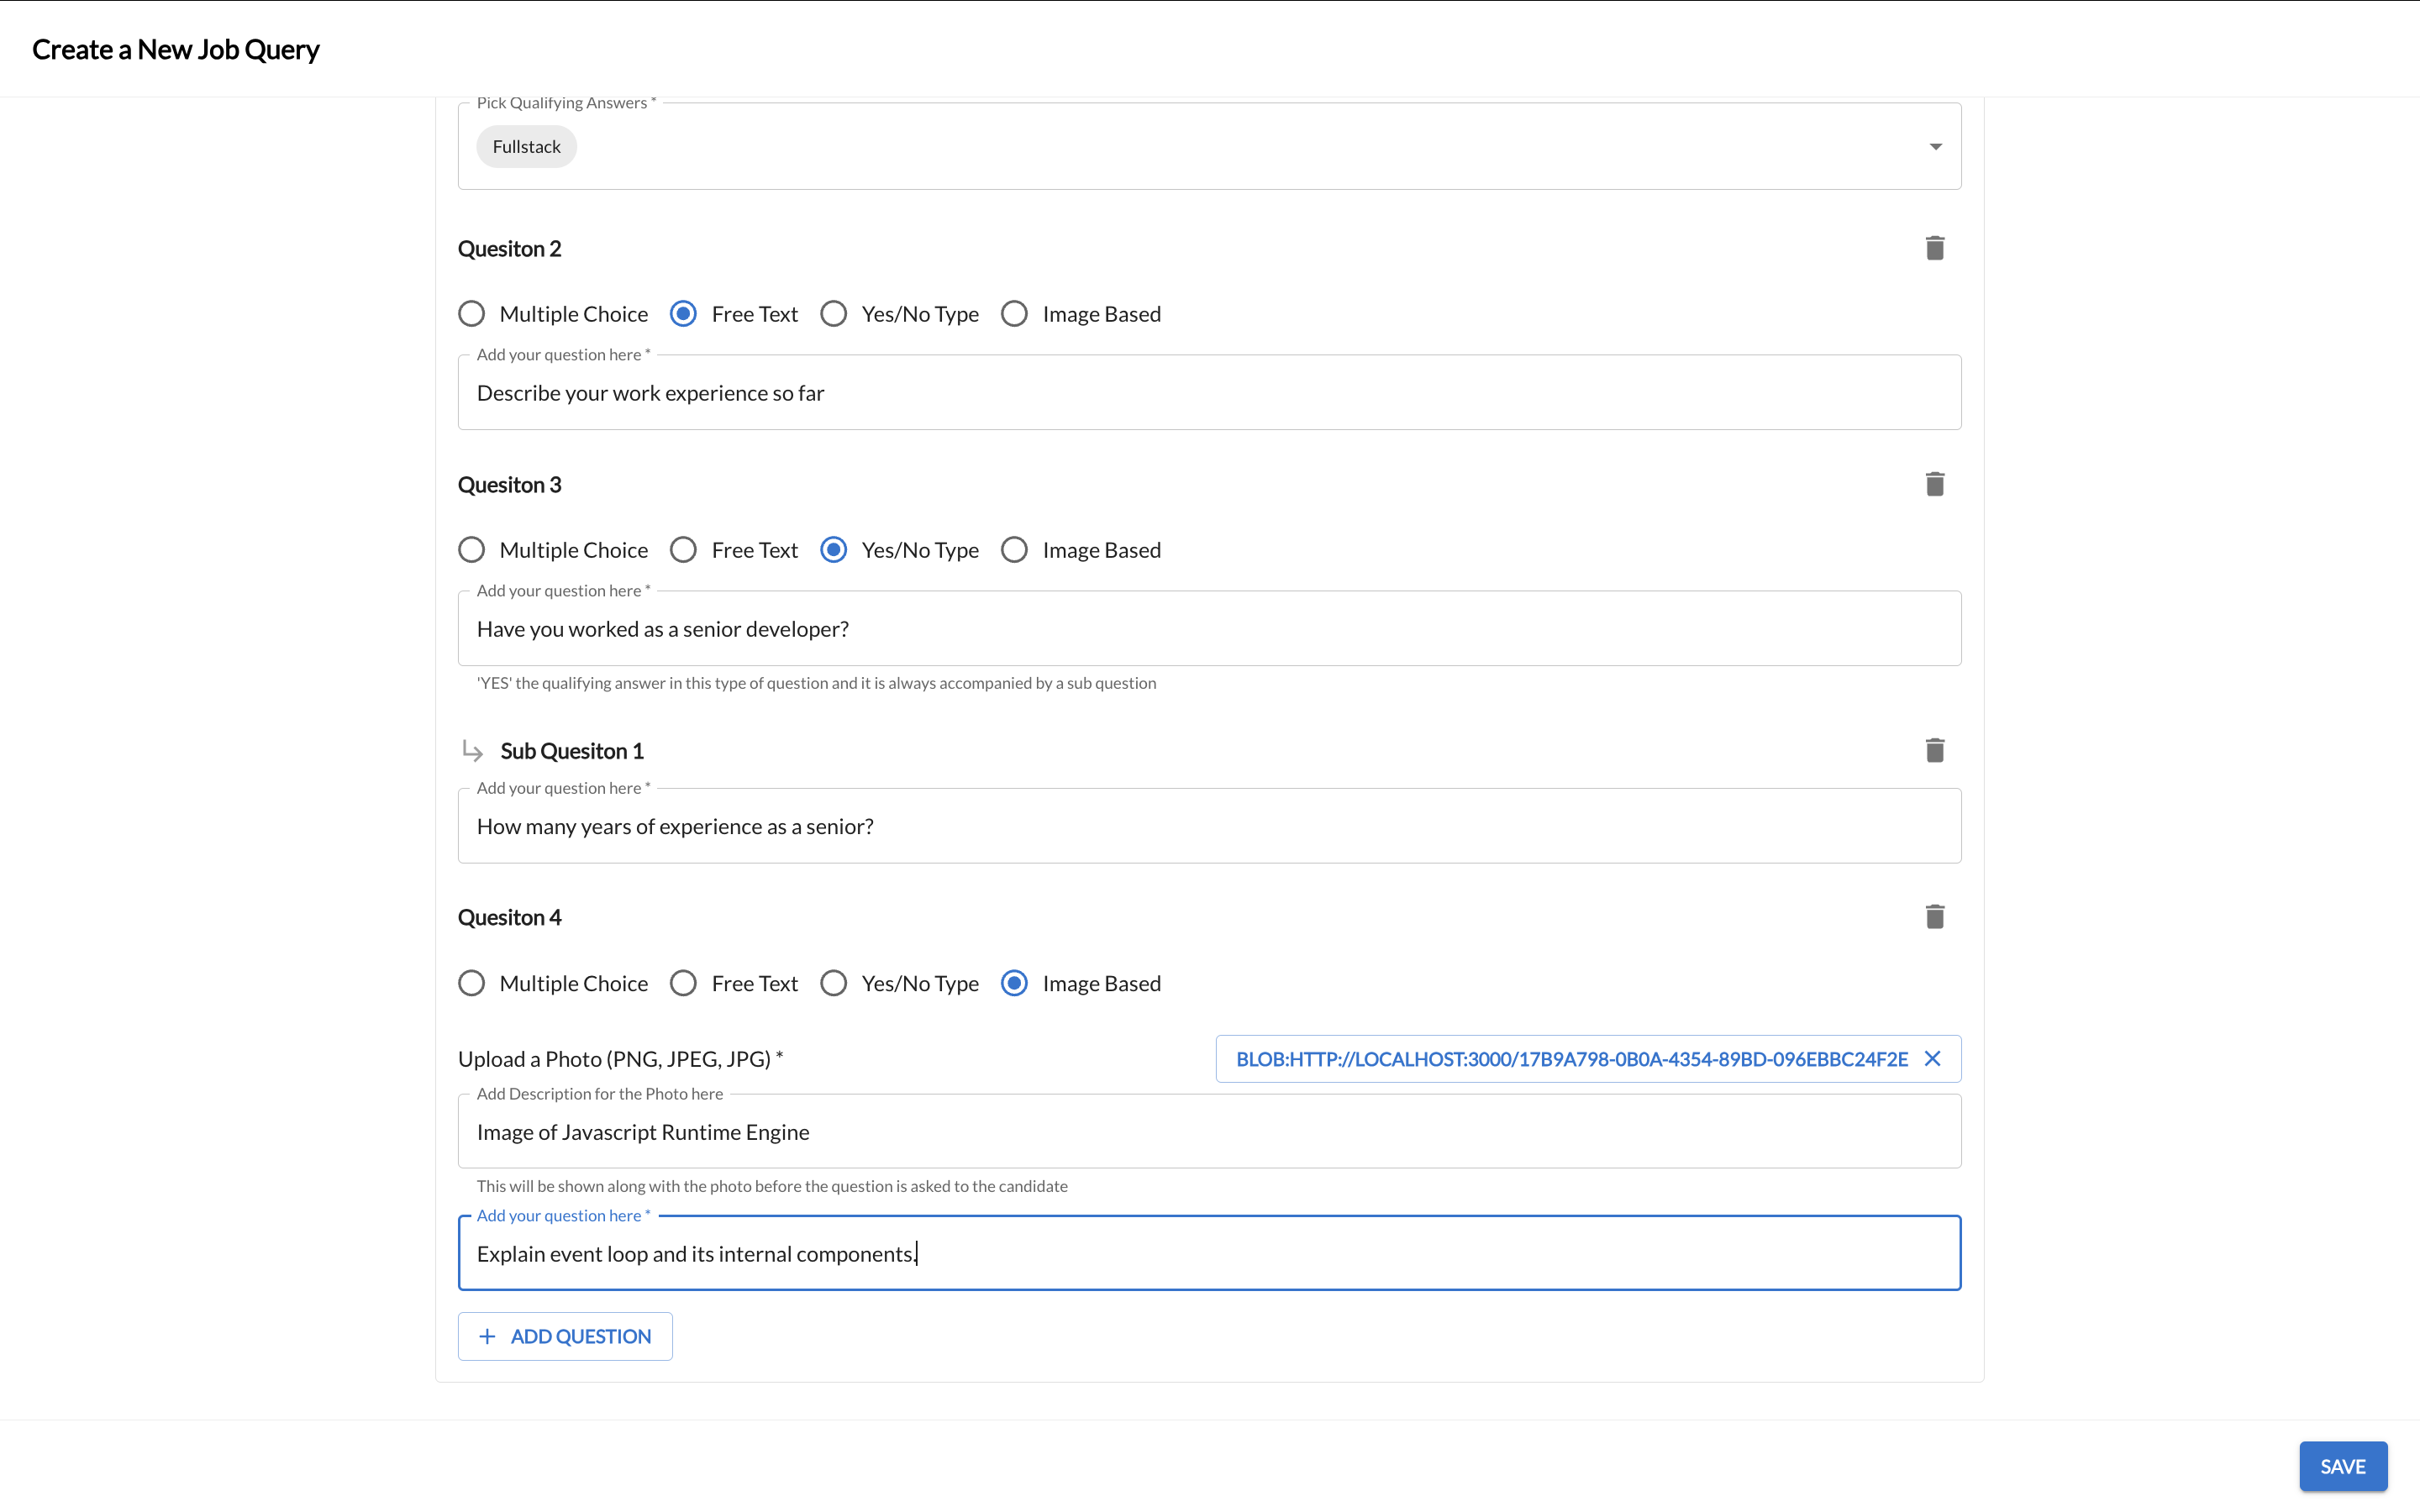 Create a New Job Query
Pick Qualifying Answers *
Fullstack
Quesiton 2
Multiple Choice Free Text Yes/No Type Image Based
Add your question here *
Describe your work experience so far
Quesiton 3
Multiple Choice Free Text Yes/No Type Image Based
Add your question here *
Have you worked as a senior developer?
'YES' the qualifying answer in this type of question and it is always accompanied by a sub question
Sub Quesiton 1
Add your question here *
How many years of experience as a senior?
Quesiton 4
Multiple Choice Free Text Yes/No Type Image Based
Upload a Photo (PNG, JPEG, JPG) * BLOB:HTTP://LOCALHOST:3000/17B9A798-0B0A-4354-89BD-096EBBC24F2E
Add Description for the Photo here
Image of Javascript Runtime Engine
This will be shown along with the photo before the question is asked to the candidate
Add your question here *
Explain event loop and its internal components.
ADD QUESTION
SAVE